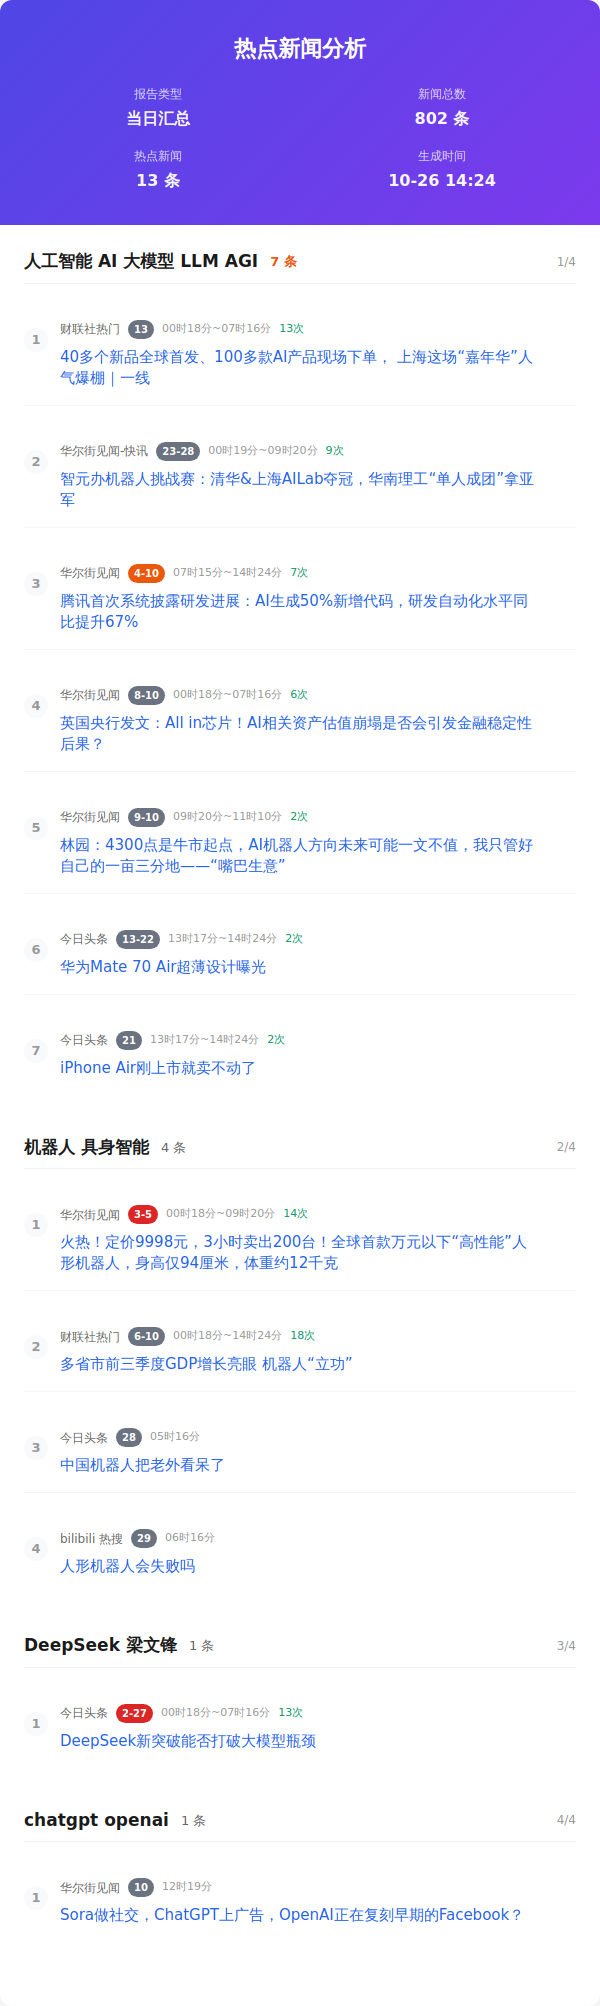 热点新闻分析
报告类型
当日汇总
新闻总数
802 条
热点新闻
13 条
生成时间
10-26 14:24
人工智能 AI 大模型 LLM AGI 7 条 1/4
1 财联社热门 13 00时18分~07时16分 13次
40多个新品全球首发、100多款AI产品现场下单， 上海这场“嘉年华”人
气爆棚｜一线
2 华尔街见闻-快讯 23-28 00时19分~09时20分 9次
智元办机器人挑战赛：清华&上海AILab夺冠，华南理工“单人成团”拿亚
军
3 华尔街见闻 4-10 07时15分~14时24分 7次
腾讯首次系统披露研发进展：AI生成50%新增代码，研发自动化水平同
比提升67%
4 华尔街见闻 8-10 00时18分~07时16分 6次
英国央行发文：All in芯片！AI相关资产估值崩塌是否会引发金融稳定性
后果？
5 华尔街见闻 9-10 09时20分~11时10分 2次
林园：4300点是牛市起点，AI机器人方向未来可能一文不值，我只管好
自己的一亩三分地——“嘴巴生意”
6 今日头条 13-22 13时17分~14时24分 2次
华为Mate 70 Air超薄设计曝光
7 今日头条 21 13时17分~14时24分 2次
iPhone Air刚上市就卖不动了
机器人 具身智能 4 条 2/4
1 华尔街见闻 3-5 00时18分~09时20分 14次
火热！定价9998元，3小时卖出200台！全球首款万元以下“高性能”人
形机器人，身高仅94厘米，体重约12千克
2 财联社热门 6-10 00时18分~14时24分 18次
多省市前三季度GDP增长亮眼 机器人“立功”
3 今日头条 28 05时16分
中国机器人把老外看呆了
4 bilibili 热搜 29 06时16分
人形机器人会失败吗
DeepSeek 梁文锋 1 条 3/4
1 今日头条 2-27 00时18分~07时16分 13次
DeepSeek新突破能否打破大模型瓶颈
chatgpt openai 1 条 4/4
1 华尔街见闻 10 12时19分
Sora做社交，ChatGPT上广告，OpenAI正在复刻早期的Facebook？